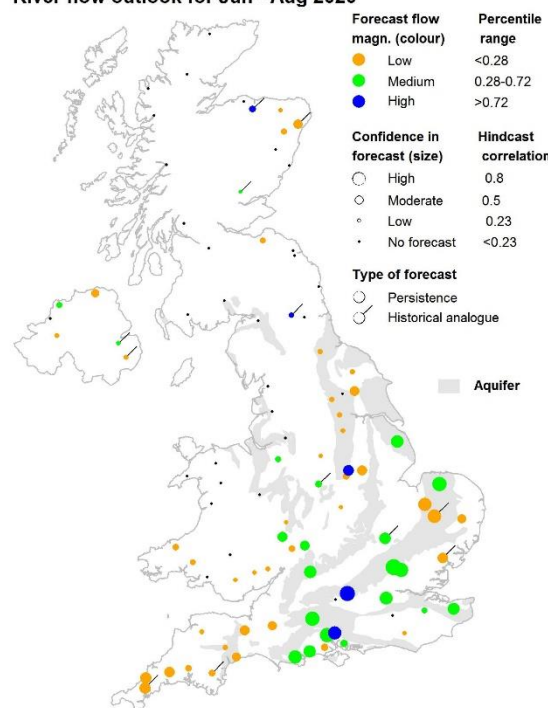 River flow outlook for Jun - Aug 2020
Forecast flow magn. (colour) Percentile range
Low <0.28
Medium 0.28-0.72
High >0.72
Confidence in forecast (size) Hindcast correlation
High 0.8
Moderate 0.5
Low 0.23
No forecast <0.23
Type of forecast
Persistence
Historical analogue
Aquifer